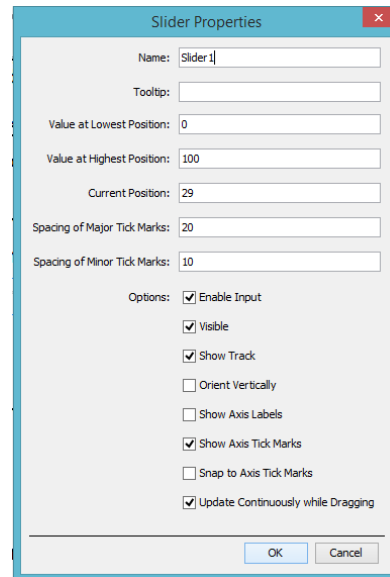 Slider Properties
Name: Slider1
Tooltip:
Value at Lowest Position: 0
Value at Highest Position: 100
Current Position: 29
Spacing of Major Tick Marks: 20
Spacing of Minor Tick Marks: 10
Options: Enable Input
Visible
Show Track
Orient Vertically
Show Axis Labels
Show Axis Tick Marks
Snap to Axis Tick Marks
Update Continuously while Dragging
OK Cancel